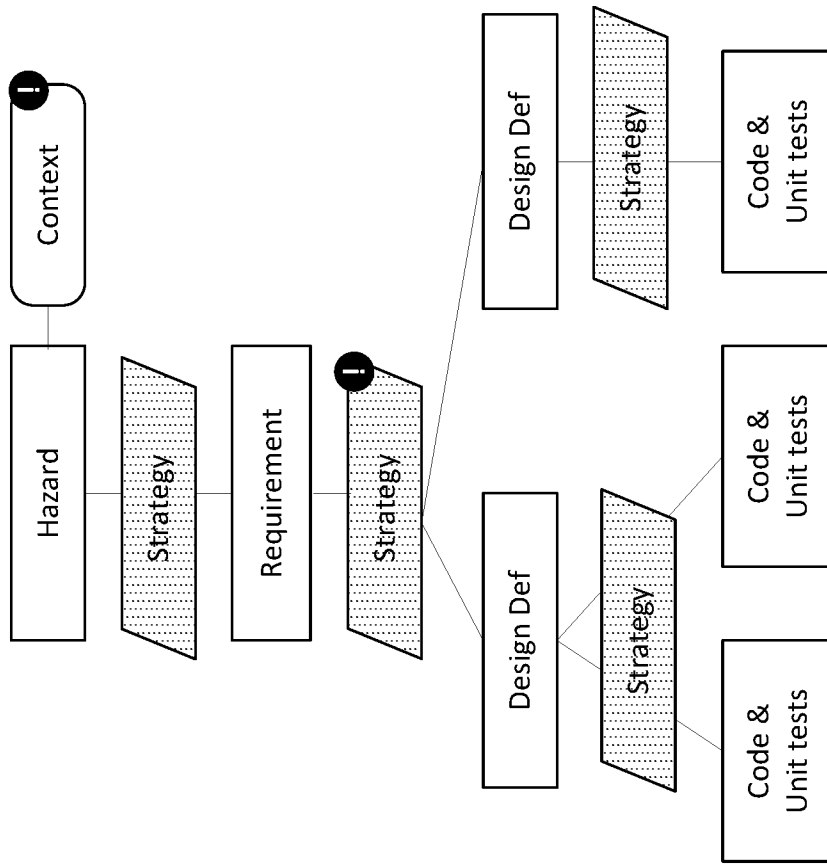 Hazard
Context
!
Strategy
Requirement
Strategy
!
Design Def
Design Def
Strategy
Strategy
Code &
Unit tests
Code &
Unit tests
Code &
Unit tests